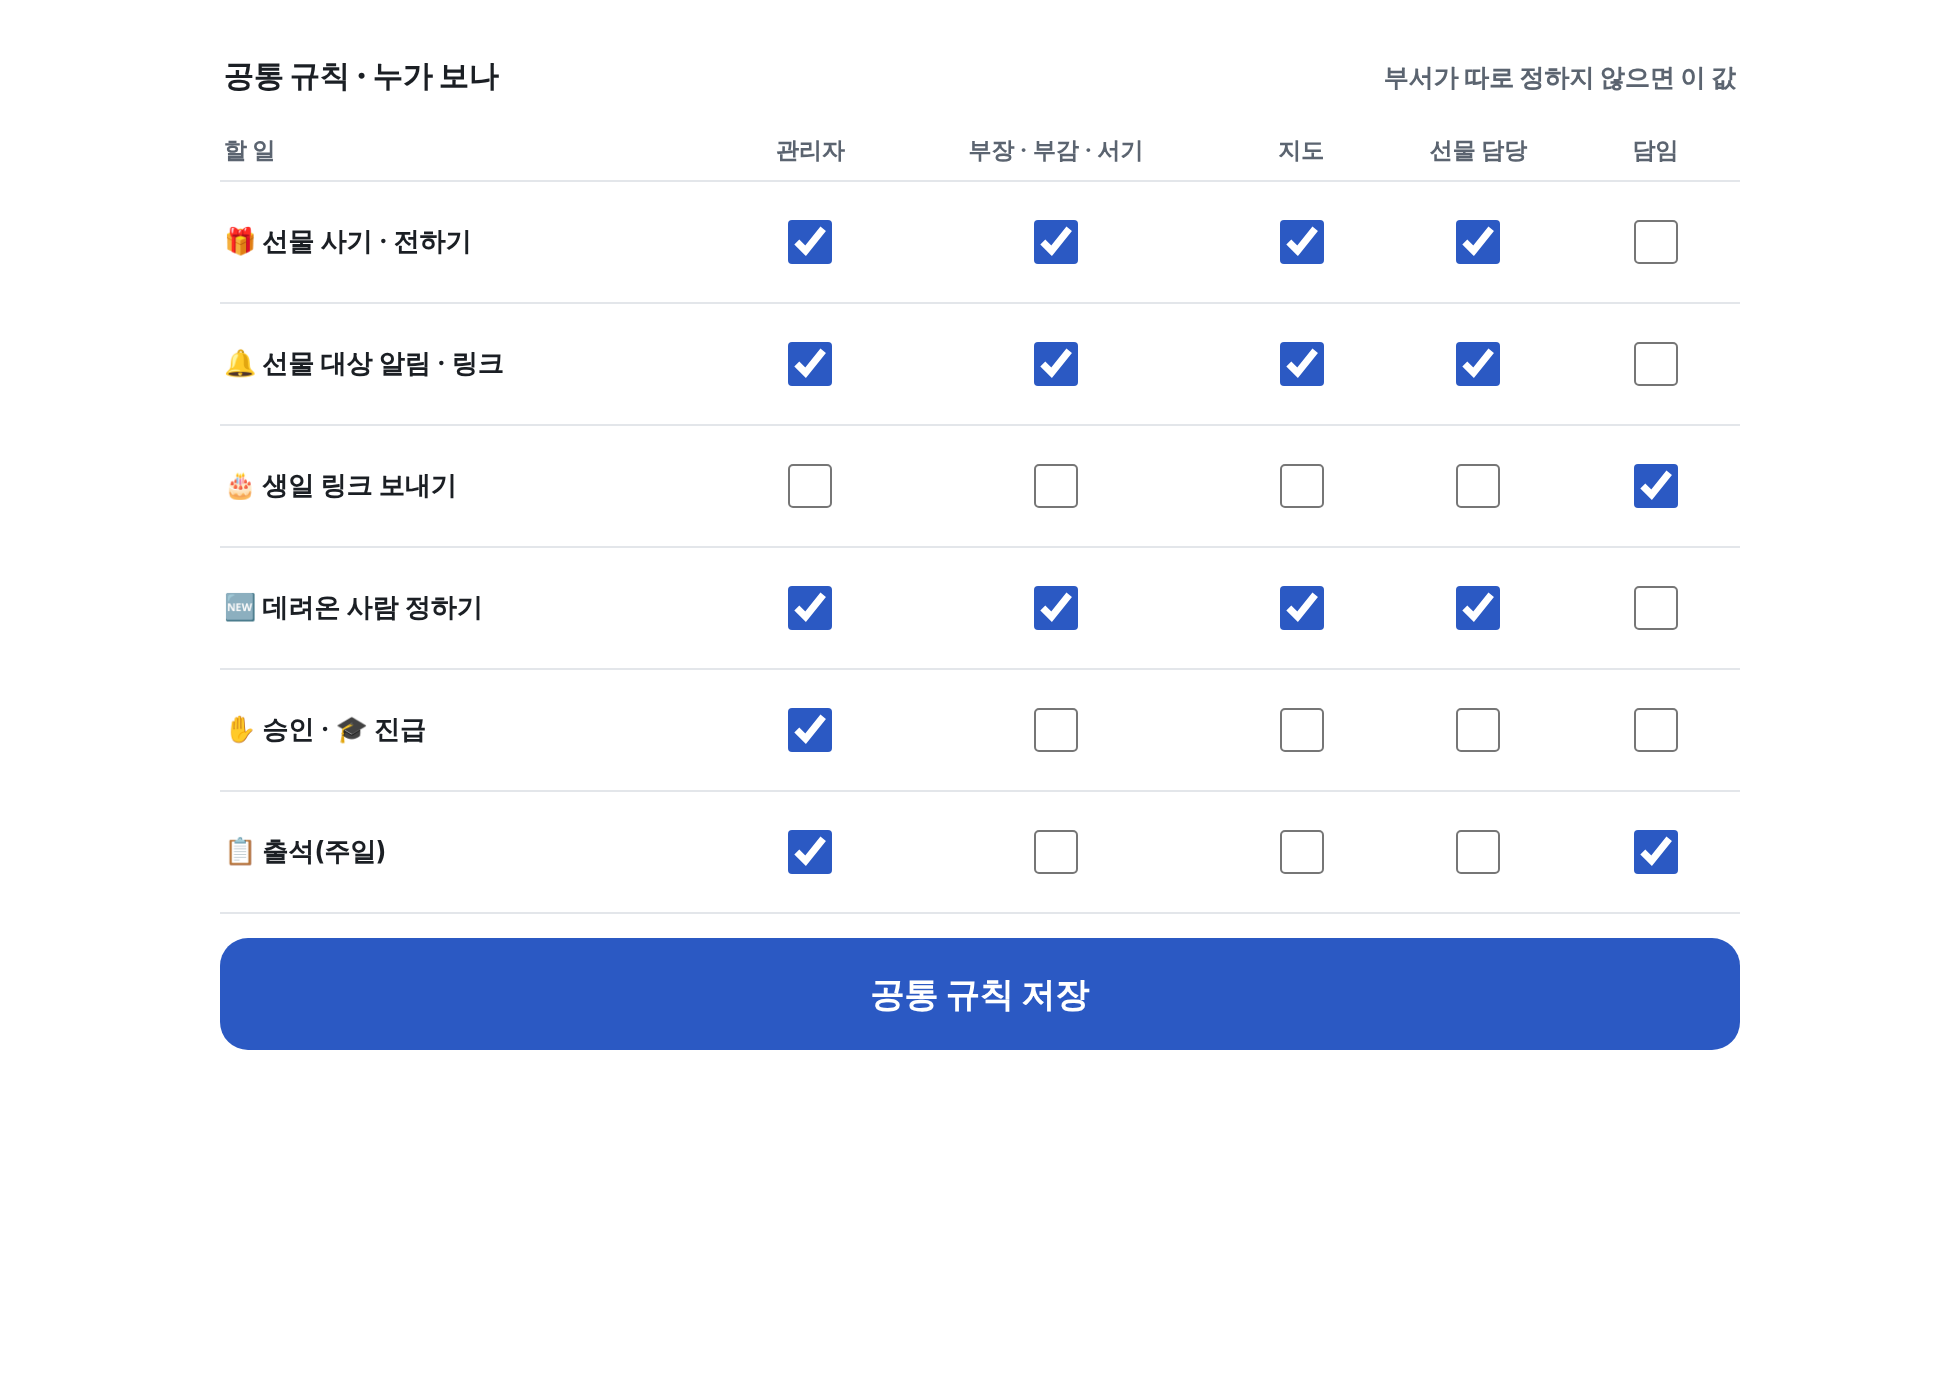 공통 규칙 · 누가 보나
부서가 따로 정하지 않으면 이 값
할 일 관리자 부장 · 부감 · 서기 지도 선물 담당 담임
🎁 선물 사기 · 전하기
🔔 선물 대상 알림 · 링크
🎂 생일 링크 보내기
🆕 데려온 사람 정하기
✋ 승인 · 🎓 진급
📋 출석(주일)
공통 규칙 저장